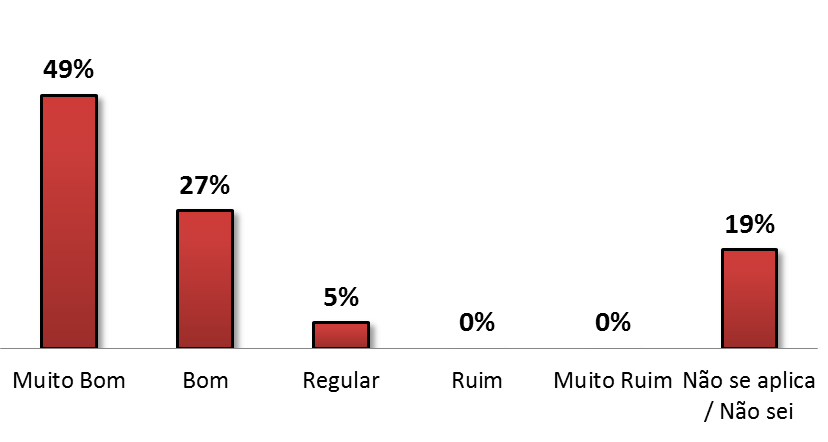 49%
27%
5%
0%
0%
19%
Muito Bom
Bom
Regular
Ruim
Muito Ruim
Não se aplica
/ Não sei